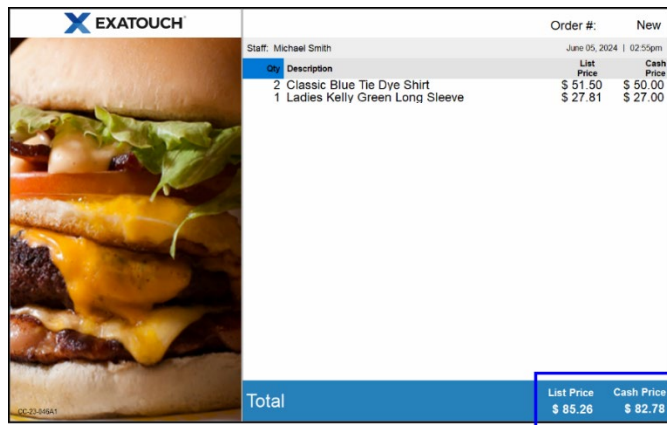 EXATOUCH
Order #: New
Staff: Michael Smith June 05, 2024 | 02:55pm
Qty Description List Price Cash Price
2 Classic Blue Tie Dye Shirt $ 51.50 $ 50.00
1 Ladies Kelly Green Long Sleeve $ 27.81 $ 27.00
Total
List Price Cash Price
$ 85.26 $ 82.78
CC-23-045A1